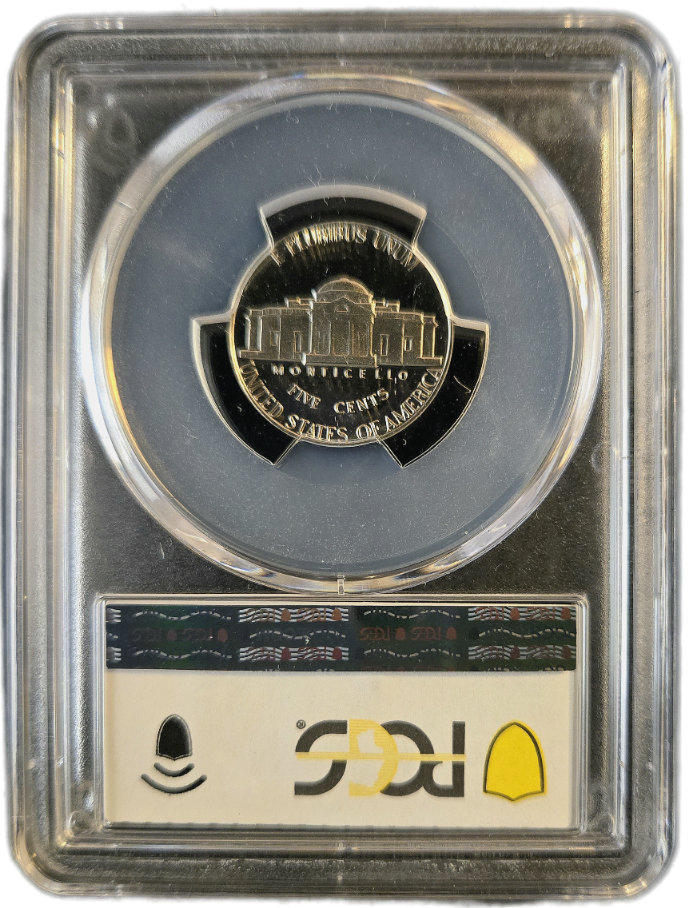 E PLURIBUS UNUM
MONTICELLO
FIVE CENTS
UNITED STATES OF AMERICA
PCGS